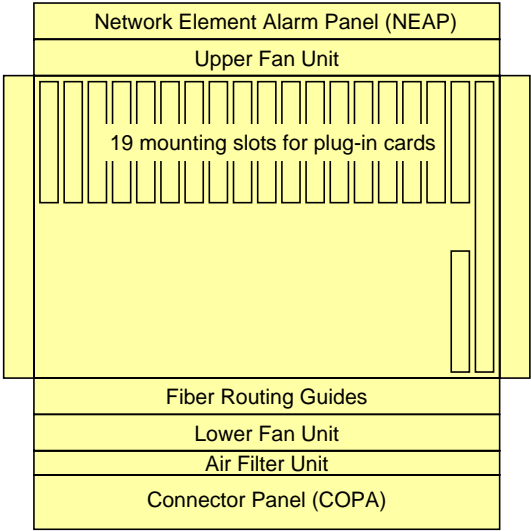 Network Element Alarm Panel (NEAP)
Upper Fan Unit
19 mounting slots for plug-in cards
Fiber Routing Guides
Lower Fan Unit
Air Filter Unit
Connector Panel (COPA)